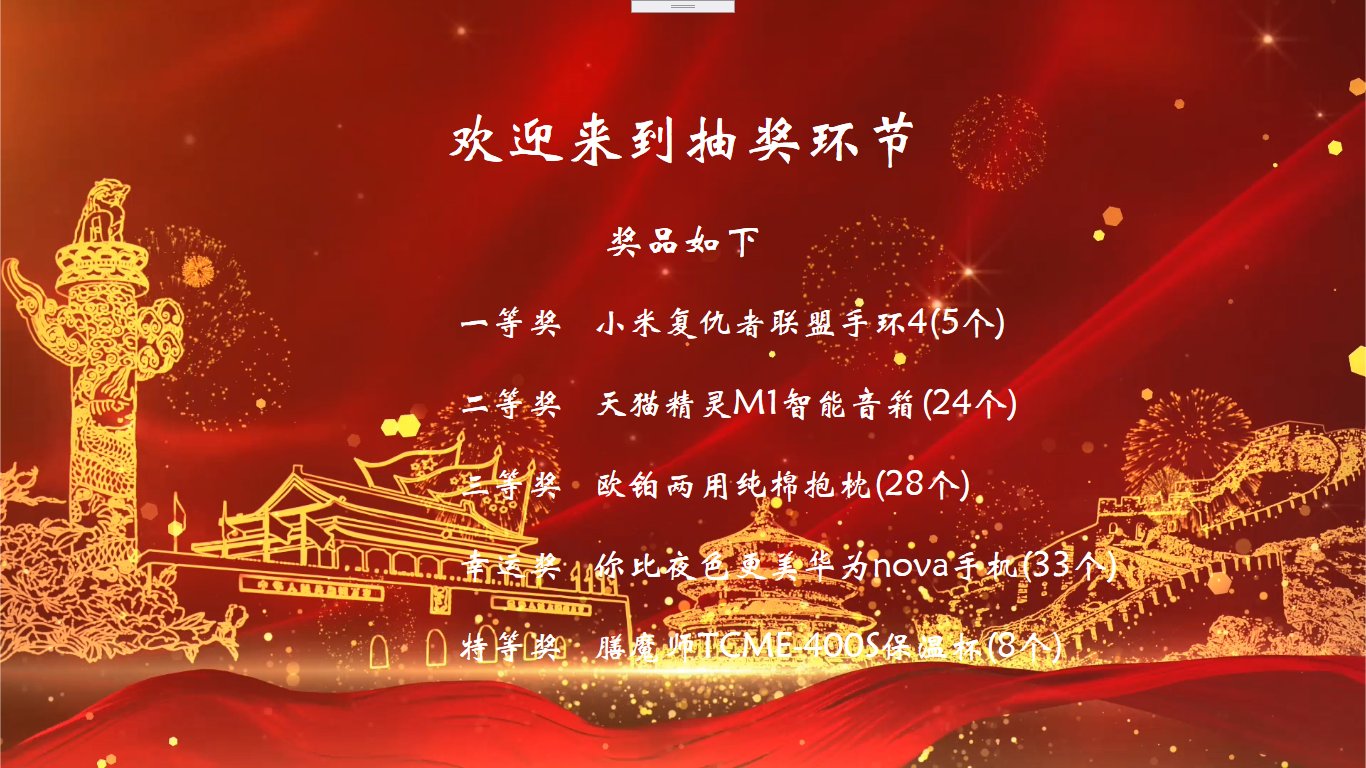 欢迎来到抽奖环节
奖品如下
一等奖 小米复仇者联盟手环4(5个)
二等奖 天猫精灵M1智能音箱(24个)
三等奖 欧铂两用纯棉抱枕(28个)
幸运奖 你比夜色更美华为nova手机(33个)
特等奖 膳魔师TCME-400S保温杯(8个)